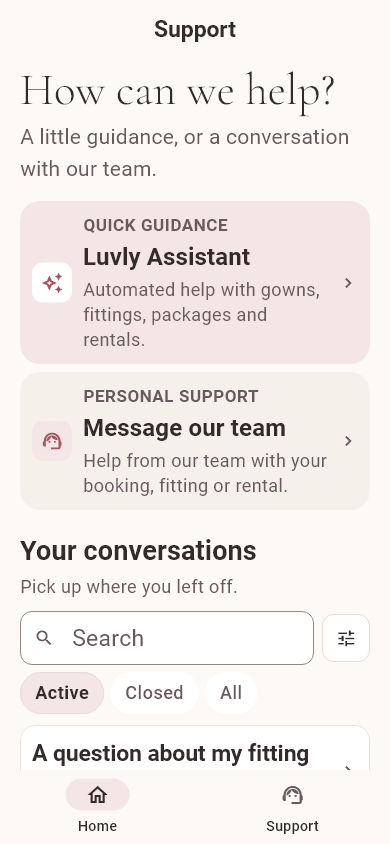 Support
How can we help?
A little guidance, or a conversation
with our team.
QUICK GUIDANCE
Luvly Assistant
Automated help with gowns,
fittings, packages and
rentals.
PERSONAL SUPPORT
Message our team
Help from our team with your
booking, fitting or rental.
Your conversations
Pick up where you left off.
Search
Active Closed All
A question about my fitting
Home Support